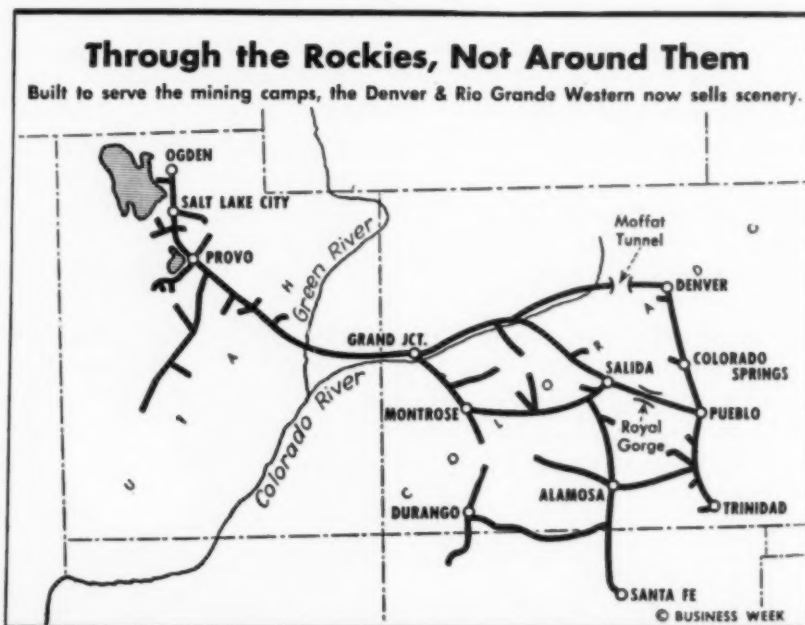 Through the Rockies, Not Around Them
Built to serve the mining camps, the Denver & Rio Grande Western now sells scenery.
OGDEN
SALT LAKE CITY
PROVO
Green River
Moffat
Tunnel
DENVER
GRAND JCT.
COLORADO
SPRINGS
SALIDA
MONTROSE
PUEBLO
Royal
Gorge
Colorado River
UTAH
COLORADO
DURANGO
ALAMOSA
TRINIDAD
SANTA FE
© BUSINESS WEEK